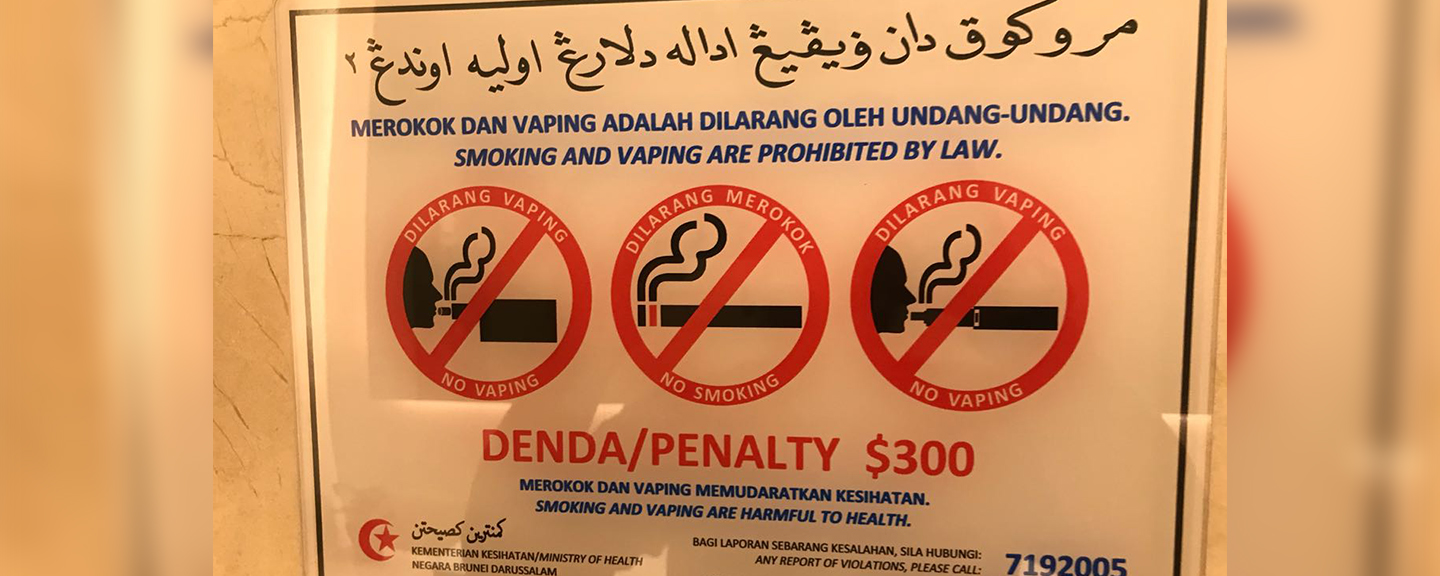 مروکوق دان ۏيڤيڠ اداله دلارڠ اوليه اوندڠ٢
MEROKOK DAN VAPING ADALAH DILARANG OLEH UNDANG-UNDANG.
SMOKING AND VAPING ARE PROHIBITED BY LAW.
DILARANG VAPING
NO VAPING
DILARANG MEROKOK
NO SMOKING
DILARANG VAPING
NO VAPING
DENDA/PENALTY $300
MEROKOK DAN VAPING MEMUDARATKAN KESIHATAN.
SMOKING AND VAPING ARE HARMFUL TO HEALTH.
کمنترين کصيحتن
KEMENTERIAN KESIHATAN/MINISTRY OF HEALTH
NEGARA BRUNEI DARUSSALAM
BAGI LAPORAN SEBARANG KESALAHAN, SILA HUBUNGI:
ANY REPORT OF VIOLATIONS, PLEASE CALL:
7192005